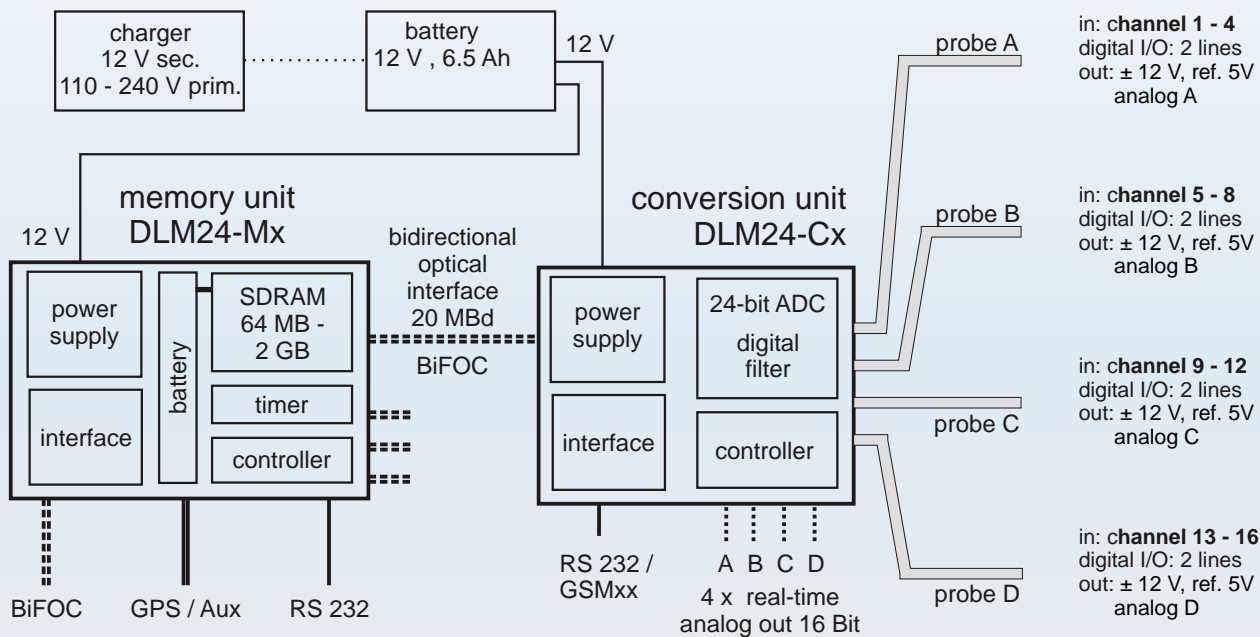 charger
12 V sec.
110 - 240 V prim.
battery
12 V , 6.5 Ah
12 V
probe A
in: channel 1 - 4
digital I/O: 2 lines
out: ± 12 V, ref. 5V
analog A
memory unit
DLM24-Mx
12 V
bidirectional
optical
interface
20 MBd
BiFOC
conversion unit
DLM24-Cx
probe B
in: channel 5 - 8
digital I/O: 2 lines
out: ± 12 V, ref. 5V
analog B
power
supply
interface
battery
SDRAM
64 MB -
2 GB
timer
controller
power
supply
interface
24-bit ADC
digital
filter
controller
probe C
in: channel 9 - 12
digital I/O: 2 lines
out: ± 12 V, ref. 5V
analog C
BiFOC
GPS / Aux
RS 232
RS 232 /
GSMxx
A B C D
4 x real-time
analog out 16 Bit
probe D
in: channel 13 - 16
digital I/O: 2 lines
out: ± 12 V, ref. 5V
analog D